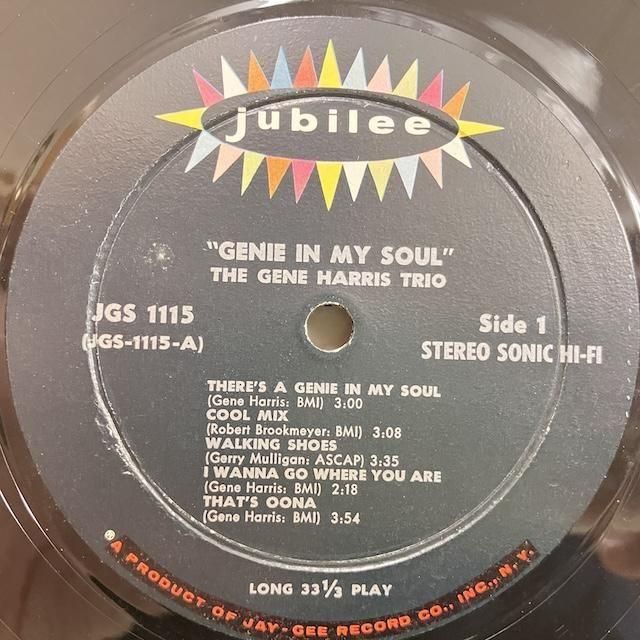 jubilee
"GENIE IN MY SOUL"
THE GENE HARRIS TRIO
JGS 1115
(JGS-1115-A)
Side 1
STEREO SONIC HI-FI
THERE'S A GENIE IN MY SOUL
(Gene Harris: BMI) 3:00
COOL MIX
(Robert Brookmeyer: BMI) 3:08
WALKING SHOES
(Gerry Mulligan: ASCAP) 3:35
I WANNA GO WHERE YOU ARE
(Gene Harris: BMI) 2:18
THAT'S OONA
(Gene Harris: BMI) 3:54
LONG 33⅓ PLAY
® A PRODUCT OF JAY-GEE RECORD CO., INC., N. Y.